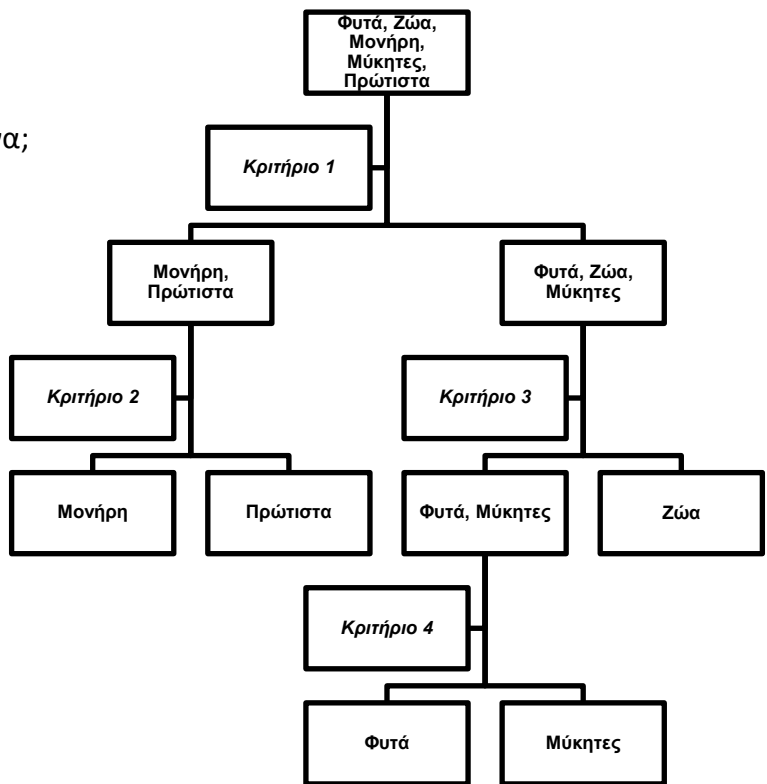 Φυτά, Ζώα,
Μονήρη,
Μύκητες,
Πρώτιστα
α;
Κριτήριο 1
Μονήρη,
Πρώτιστα
Φυτά, Ζώα,
Μύκητες
Κριτήριο 2
Κριτήριο 3
Μονήρη
Πρώτιστα
Φυτά, Μύκητες
Ζώα
Κριτήριο 4
Φυτά
Μύκητες